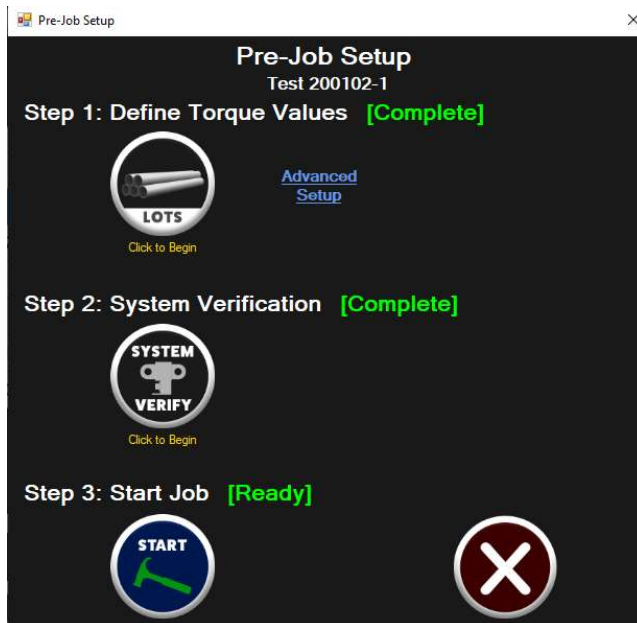 Pre-Job Setup
Pre-Job Setup
Test 200102-1
Step 1: Define Torque Values [Complete]
LOTS
Advanced
Setup
Click to Begin
Step 2: System Verification [Complete]
SYSTEM
VERIFY
Click to Begin
Step 3: Start Job [Ready]
START